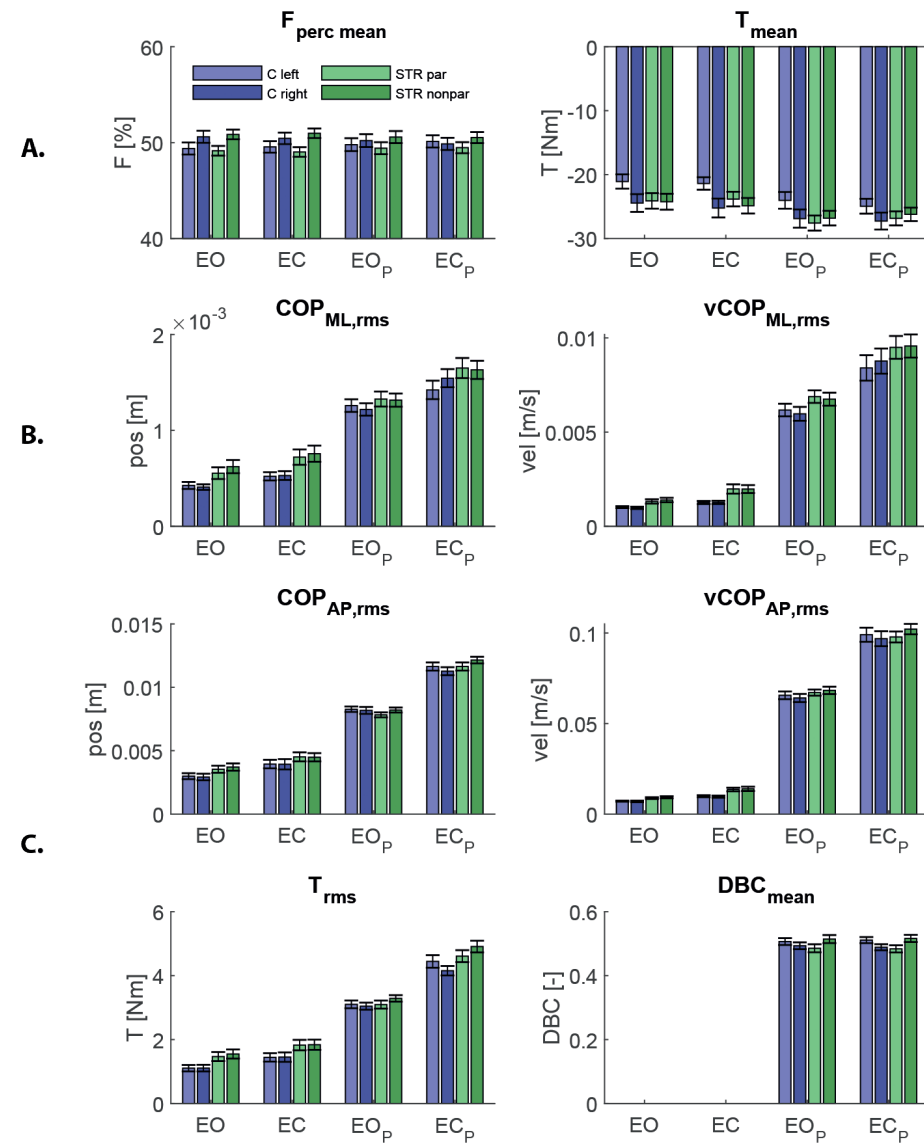 A.
F perc mean
60
50
40
F [%]
C left
C right
STR par
STR nonpar
EO
EC
EO P
EC P
T mean
0
-10
-20
-30
T [Nm]
EO
EC
EO P
EC P
B.
COP ML,rms
2 × 10 -3
1
0
pos [m]
EO
EC
EO P
EC P
vCOP ML,rms
0.01
0.005
0
vel [m/s]
EO
EC
EO P
EC P
C.
COP AP,rms
0.015
0.01
0.005
0
pos [m]
EO
EC
EO P
EC P
vCOP AP,rms
0.1
0.05
0
vel [m/s]
EO
EC
EO P
EC P
T rms
6
4
2
0
T [Nm]
EO
EC
EO P
EC P
DBC mean
0.6
0.4
0.2
0
DBC [-]
EO
EC
EO P
EC P